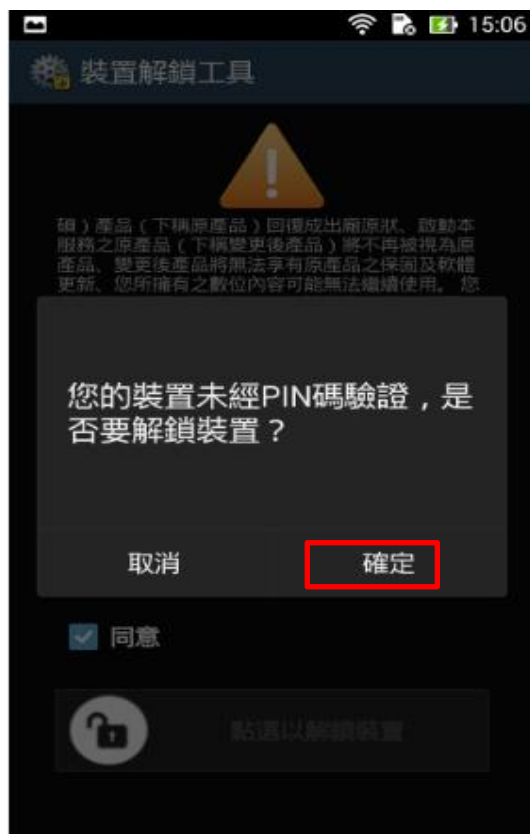 15:06
裝置解鎖工具
碩)產品(下稱原產品)回復成出廠原狀、啟動本
服務之原產品(下稱變更後產品)將不再被視為原
產品、變更後產品將無法享有原產品之保固及軟體
更新、您所擁有之數位內容可能無法繼續使用。 您
您的裝置未經PIN碼驗證,是
否要解鎖裝置?
取消
確定
同意
點選以解鎖裝置